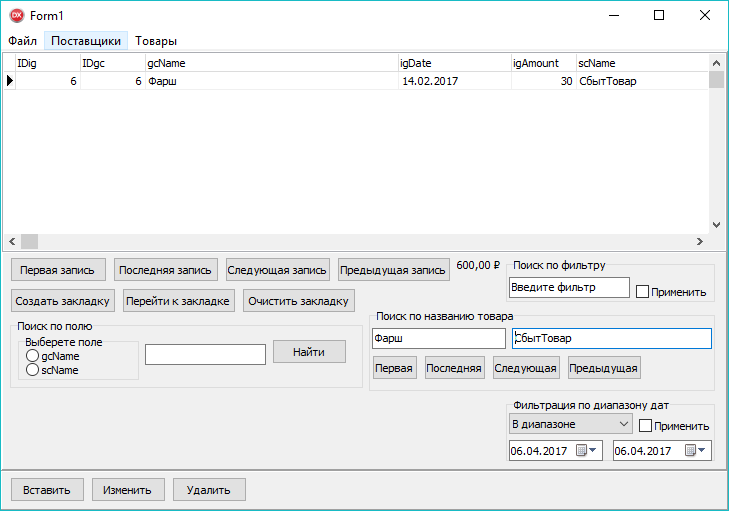 DX Form1
Файл Поставщики Товары
IDig IDgc gcName igDate igAmount scName
6 6 Фарш 14.02.2017 30 СбытТовар
Первая запись Последняя запись Следующая запись Предыдущая запись 600,00 ₽
Поиск по фильтру
Введите фильтр Применить
Создать закладку Перейти к закладке Очистить закладку
Поиск по полю
Выберете поле
gcName
scName
Найти
Поиск по названию товара
Фарш СбытТовар
Первая Последняя Следующая Предыдущая
Фильтрация по диапазону дат
В диапазоне Применить
06.04.2017 06.04.2017
Вставить Изменить Удалить